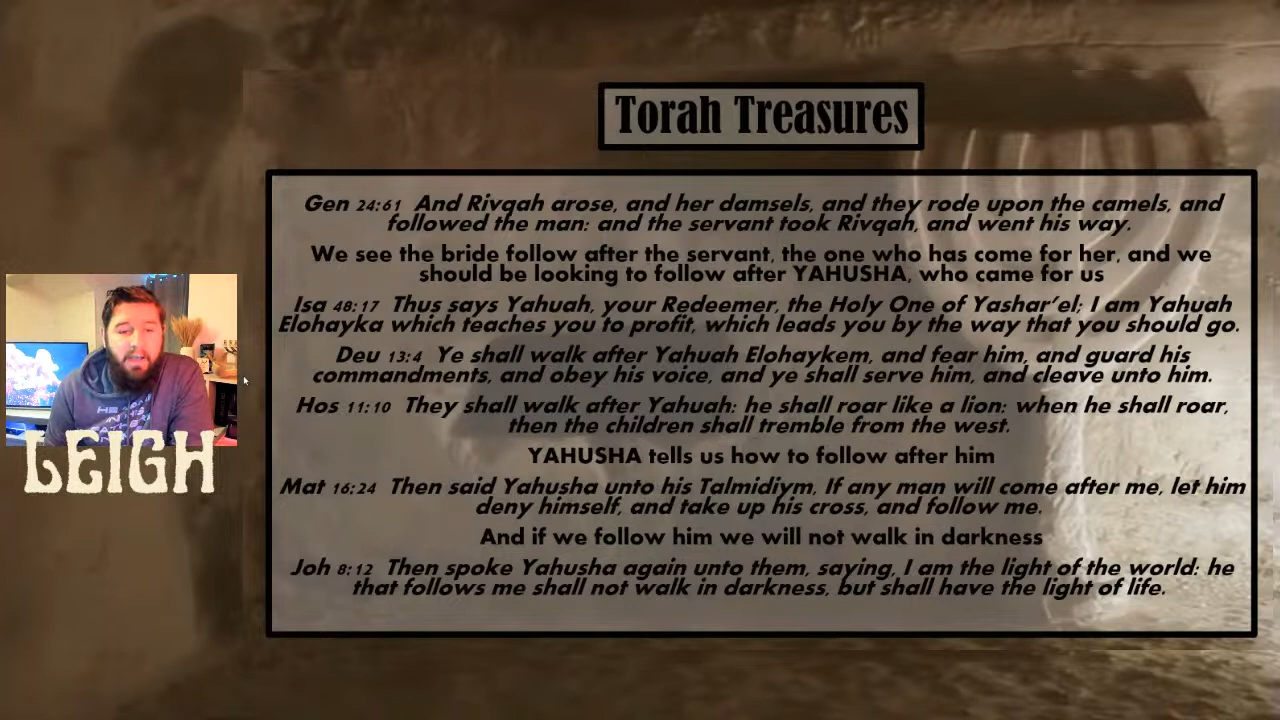 Torah Treasures
Gen 24:61 And Rivqah arose, and her damsels, and they rode upon the camels, and
followed the man: and the servant took Rivqah, and went his way.
We see the bride follow after the servant, the one who has come for her, and we
should be looking to follow after YAHUSHA, who came for us
Isa 48:17 Thus says Yahuah, your Redeemer, the Holy One of Yashar'el; I am Yahuah
Elohayka which teaches you to profit, which leads you by the way that you should go.
Deu 13:4 Ye shall walk after Yahuah Elohaykem, and fear him, and guard his
commandments, and obey his voice, and ye shall serve him, and cleave unto him.
Hos 11:10 They shall walk after Yahuah: he shall roar like a lion: when he shall roar,
then the children shall tremble from the west.
YAHUSHA tells us how to follow after him
Mat 16:24 Then said Yahusha unto his Talmidiym, If any man will come after me, let him
deny himself, and take up his cross, and follow me.
And if we follow him we will not walk in darkness
Joh 8:12 Then spoke Yahusha again unto them, saying, I am the light of the world: he
that follows me shall not walk in darkness, but shall have the light of life.
LEIGH